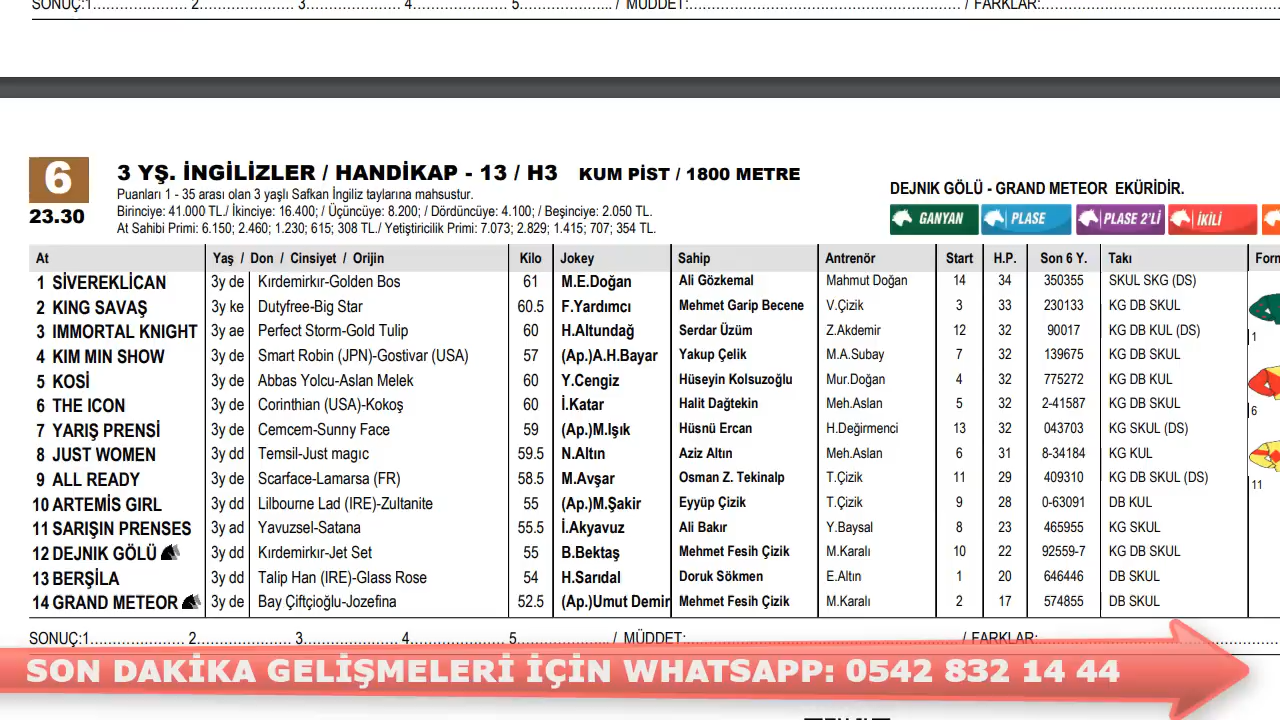 SONUÇ:1…………………. 2…………………. 3…………………. 4…………………. 5…………………. / MÜDDET:…………………………………………………… / FARKLAR:……………………………………………
6 3 YŞ. İNGİLİZLER / HANDİKAP - 13 / H3 KUM PİST / 1800 METRE
Puanları 1 - 35 arası olan 3 yaşlı Safkan İngiliz taylarına mahsustur.
DEJNIK GÖLÜ - GRAND METEOR EKÜRİDİR.
23.30 Birinciye: 41.000 TL./ İkinciye: 16.400; / Üçüncüye: 8.200; / Dördüncüye: 4.100; / Beşinciye: 2.050 TL.
GANYAN PLASE PLASE 2'Lİ İKİLİ
At Sahibi Primi: 6.150; 2.460; 1.230; 615; 308 TL./ Yetiştiricilik Primi: 7.073; 2.829; 1.415; 707; 354 TL.
At Yaş / Don / Cinsiyet / Orijin Kilo Jokey Sahip Antrenör Start H.P. Son 6 Y. Takı Form
1 SİVEREKLİCAN 3y de Kırdemirkır-Golden Bos 61 M.E.Doğan Ali Gözkemal Mahmut Doğan 14 34 350355 SKUL SKG (DS)
2 KING SAVAŞ 3y ke Dutyfree-Big Star 60.5 F.Yardımcı Mehmet Garip Becene V.Çizik 3 33 230133 KG DB SKUL
3 IMMORTAL KNIGHT 3y ae Perfect Storm-Gold Tulip 60 H.Altundağ Serdar Üzüm Z.Akdemir 12 32 90017 KG DB KUL (DS) 1
4 KIM MIN SHOW 3y de Smart Robin (JPN)-Gostivar (USA) 57 (Ap.)A.H.Bayar Yakup Çelik M.A.Subay 7 32 139675 KG DB SKUL
5 KOSİ 3y de Abbas Yolcu-Aslan Melek 60 Y.Cengiz Hüseyin Kolsuzoğlu Mur.Doğan 4 32 775272 KG DB KUL
6 THE ICON 3y de Corinthian (USA)-Kokoş 60 İ.Katar Halit Dağtekin Meh.Aslan 5 32 2-41587 KG DB SKUL 6
7 YARIŞ PRENSİ 3y de Cemcem-Sunny Face 59 (Ap.)M.Işık Hüsnü Ercan H.Değirmenci 13 32 043703 KG SKUL (DS)
8 JUST WOMEN 3y dd Temsil-Just magıc 59.5 N.Altın Aziz Altın Meh.Aslan 6 31 8-34184 KG KUL
9 ALL READY 3y de Scarface-Lamarsa (FR) 58.5 M.Avşar Osman Z. Tekinalp T.Çizik 11 29 409310 KG DB SKUL (DS) 11
10 ARTEMİS GIRL 3y dd Lilbourne Lad (IRE)-Zultanite 55 (Ap.)M.Şakir Eyyüp Çizik T.Çizik 9 28 0-63091 DB KUL
11 SARIŞIN PRENSES 3y ad Yavuzsel-Satana 55.5 İ.Akyavuz Ali Bakır Y.Baysal 8 23 465955 KG SKUL
12 DEJNIK GÖLÜ 3y dd Kırdemirkır-Jet Set 55 B.Bektaş Mehmet Fesih Çizik M.Karalı 10 22 92559-7 KG DB SKUL
13 BERŞİLA 3y dd Talip Han (IRE)-Glass Rose 54 H.Sarıdal Doruk Sökmen E.Altın 1 20 646446 DB SKUL
14 GRAND METEOR 3y de Bay Çiftçioğlu-Jozefina 52.5 (Ap.)Umut Demir Mehmet Fesih Çizik M.Karalı 2 17 574855 DB SKUL
SONUÇ:1…………………. 2…………………. 3…………………. 4…………………. 5…………………. / MÜDDET:…………………………………………………… / FARKLAR:……………………………………………
SON DAKİKA GELİŞMELERİ İÇİN WHATSAPP: 0542 832 14 44